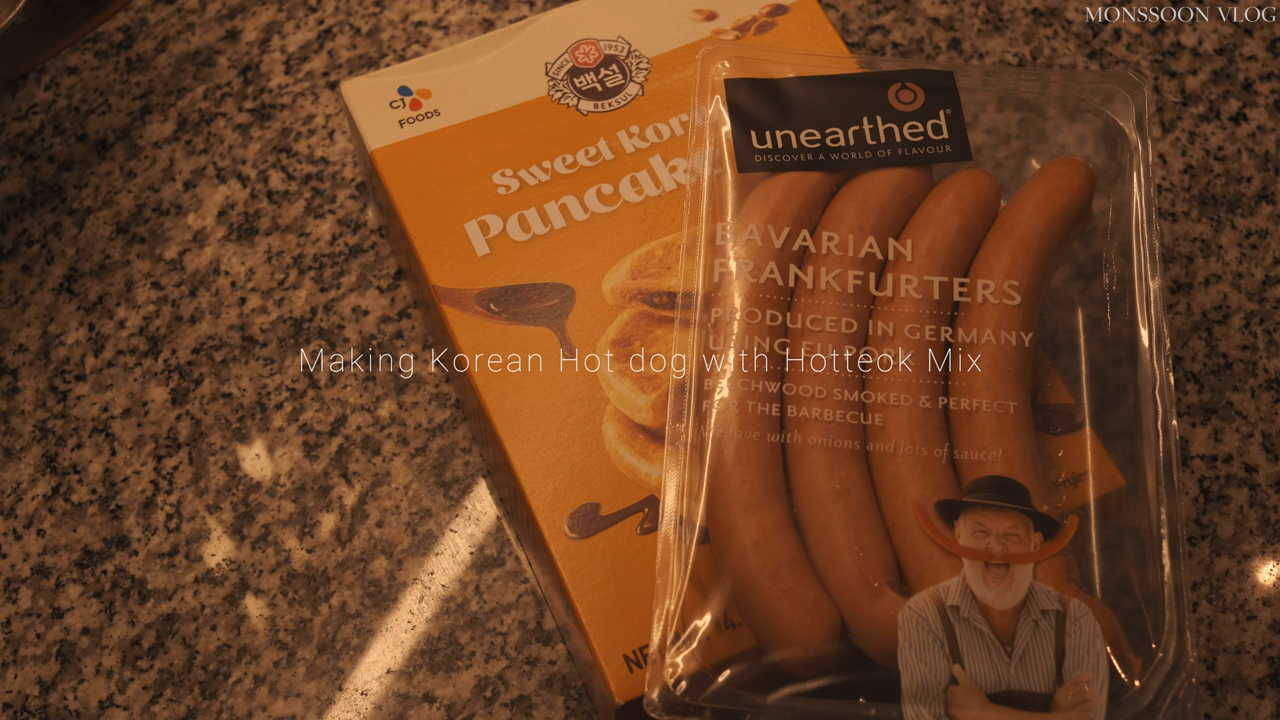 MONSSOON VLOG
CJ
FOODS
SINCE 1953
백설
BEKSUL
Sweet Kor
Pancak
unearthed®
DISCOVER A WORLD OF FLAVOUR
BAVARIAN
FRANKFURTERS
PRODUCED IN GERMANY
Making Korean Hot dog with Hotteok Mix
BEECHWOOD SMOKED & PERFECT
FOR THE BARBECUE
We love with onions and lots of sauce!